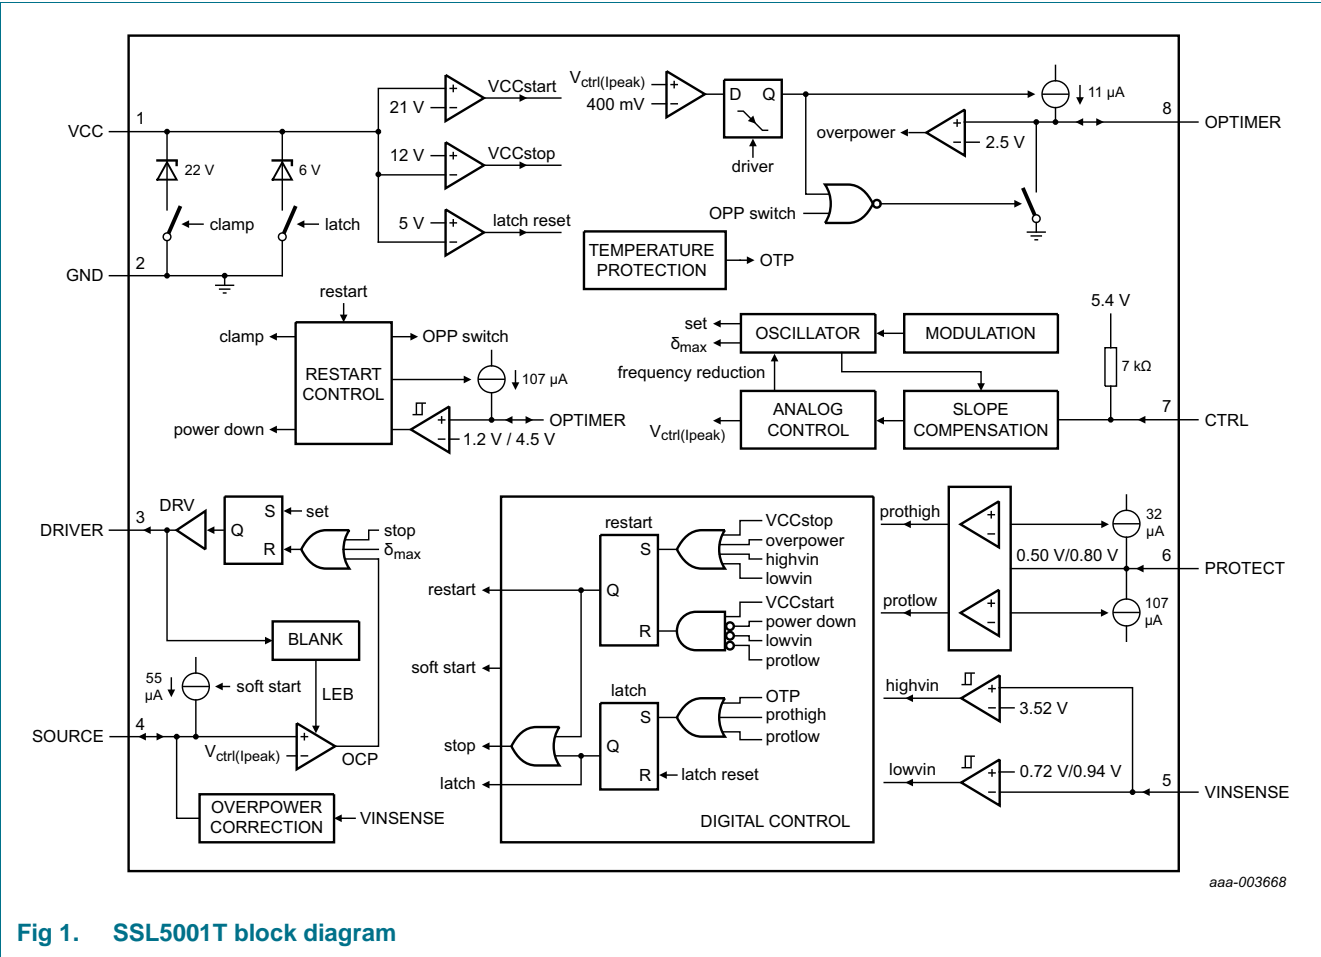 VCC
1
22 V
clamp
6 V
latch
GND
2
21 V
+
−
VCCstart
12 V
+
−
VCCstop
5 V
+
−
latch reset
Vctrl(Ipeak)
400 mV
+
−
D Q
driver
OPP switch
overpower
+
−
2.5 V
11 μA
8
OPTIMER
TEMPERATURE
PROTECTION
OTP
restart
clamp
RESTART
CONTROL
OPP switch
107 μA
power down
+
−
OPTIMER
1.2 V / 4.5 V
set
δmax
OSCILLATOR
MODULATION
frequency reduction
Vctrl(Ipeak)
ANALOG
CONTROL
SLOPE
COMPENSATION
5.4 V
7 kΩ
7
CTRL
DRIVER
3
DRV
Q
S
R
set
stop
δmax
BLANK
LEB
55
μA
soft start
SOURCE
4
Vctrl(Ipeak)
+
−
OCP
OVERPOWER
CORRECTION
VINSENSE
restart
S
Q
R
VCCstop
overpower
highvin
lowvin
VCCstart
power down
lowvin
protlow
restart
soft start
stop
latch
latch
S
Q
R
OTP
prothigh
protlow
latch reset
DIGITAL CONTROL
prothigh
+
−
32
μA
0.50 V/0.80 V
6
PROTECT
protlow
+
−
107
μA
highvin
+
−
3.52 V
lowvin
+
−
0.72 V/0.94 V
5
VINSENSE
aaa-003668
Fig 1. SSL5001T block diagram